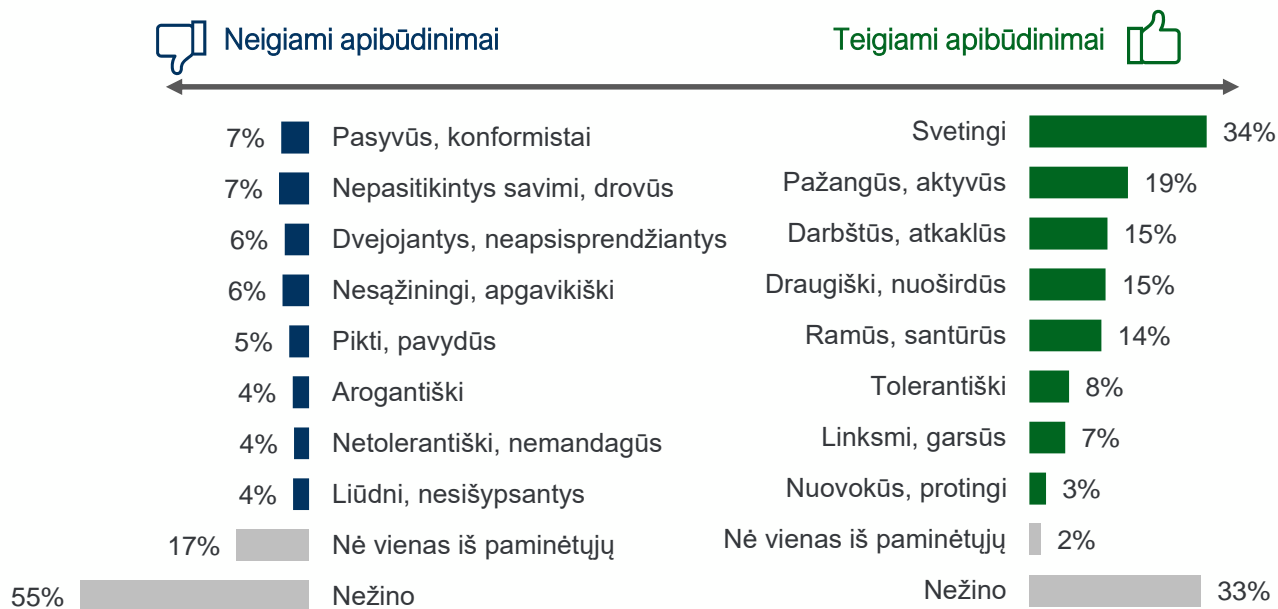 Neigiami apibūdinimai
7% Pasyvūs, konformistai
7% Nepasitikintys savimi, drovūs
6% Dvejojantys, neapsisprendžiantys
6% Nesąžiningi, apgavikiški
5% Pikti, pavydūs
4% Arogantiški
4% Netolerantiški, nemandagūs
4% Liūdni, nesišypsantys
17% Nė vienas iš paminėtųjų
55% Nežino
Teigiami apibūdinimai
Svetingi 34%
Pažangūs, aktyvūs 19%
Darbštūs, atkaklūs 15%
Draugiški, nuoširdūs 15%
Ramūs, santūrūs 14%
Tolerantiški 8%
Linksmi, garsūs 7%
Nuovokūs, protingi 3%
Nė vienas iš paminėtųjų 2%
Nežino 33%